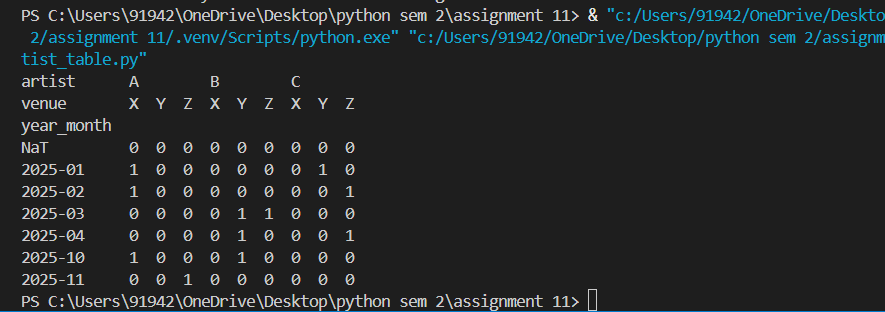 PS C:\Users\91942\OneDrive\Desktop\python sem 2\assignment 11> & "c:/Users/91942/OneDrive/Deskto
 2/assignment 11/.venv/Scripts/python.exe" "c:/Users/91942/OneDrive/Desktop/python sem 2/assignm
tist_table.py"
artist      A        B        C
venue       X  Y  Z  X  Y  Z  X  Y  Z
year_month
NaT         0  0  0  0  0  0  0  0  0
2025-01     1  0  0  0  0  0  0  1  0
2025-02     1  0  0  0  0  0  0  0  1
2025-03     0  0  0  0  1  1  0  0  0
2025-04     0  0  0  0  1  0  0  0  1
2025-10     1  0  0  0  1  0  0  0  0
2025-11     0  0  1  0  0  0  0  0  0
PS C:\Users\91942\OneDrive\Desktop\python sem 2\assignment 11>